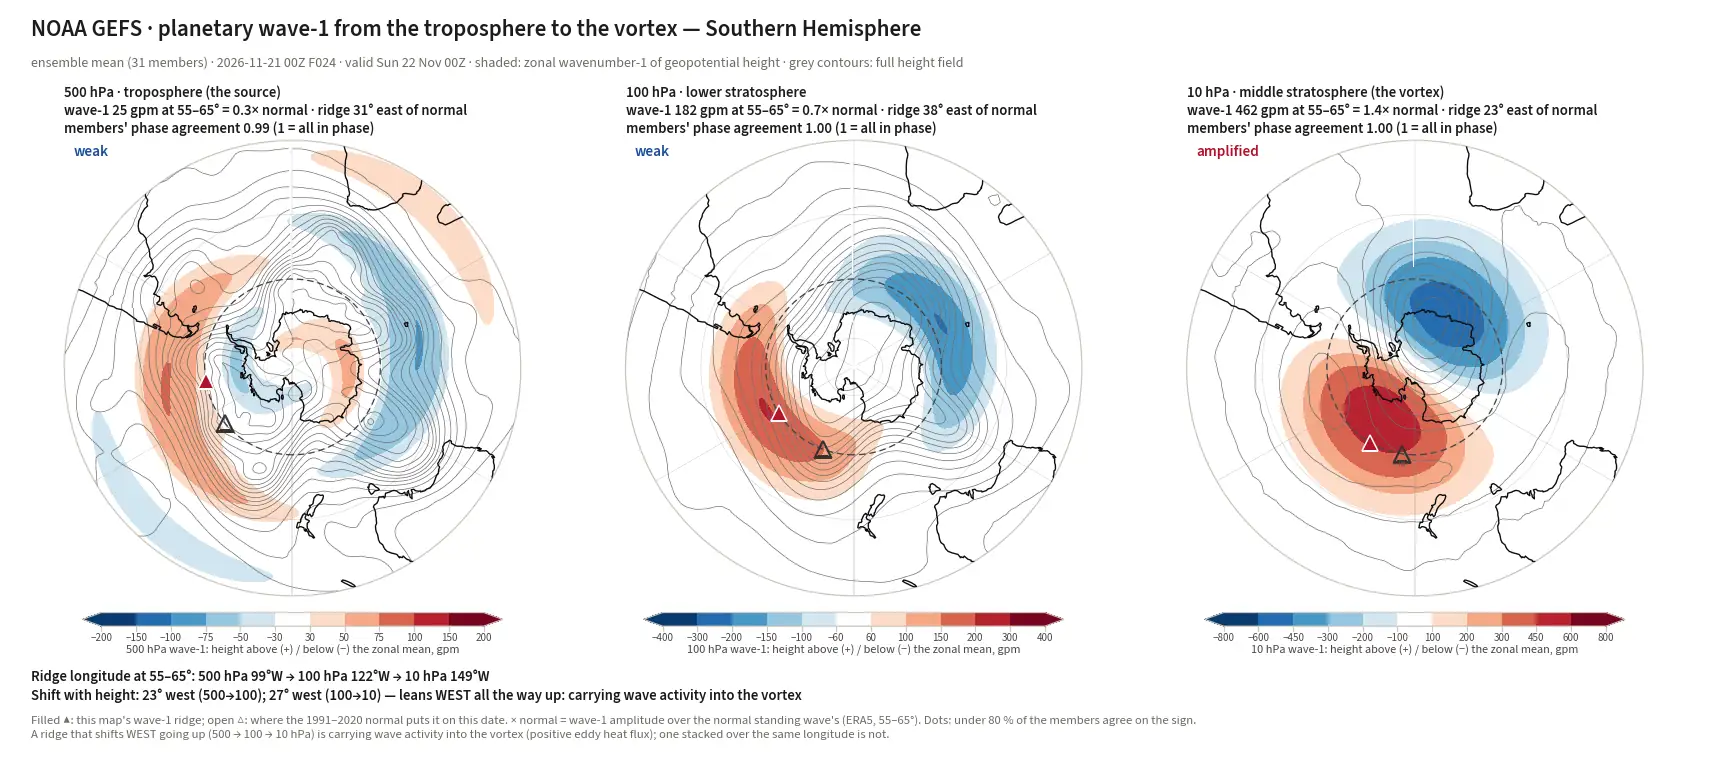 NOAA GEFS · planetary wave-1 from the troposphere to the vortex — Southern Hemisphere
ensemble mean (31 members) · 2026-11-21 00Z F024 · valid Sun 22 Nov 00Z · shaded: zonal wavenumber-1 of geopotential height · grey contours: full height field
500 hPa · troposphere (the source)
wave-1 25 gpm at 55–65° = 0.3× normal · ridge 31° east of normal
members' phase agreement 0.99 (1 = all in phase)
weak
100 hPa · lower stratosphere
wave-1 182 gpm at 55–65° = 0.7× normal · ridge 38° east of normal
members' phase agreement 1.00 (1 = all in phase)
weak
10 hPa · middle stratosphere (the vortex)
wave-1 462 gpm at 55–65° = 1.4× normal · ridge 23° east of normal
members' phase agreement 1.00 (1 = all in phase)
amplified
−200 −150 −100 −75 −50 −30 30 50 75 100 150 200
500 hPa wave-1: height above (+) / below (−) the zonal mean, gpm
−400 −300 −200 −150 −100 −60 60 100 150 200 300 400
100 hPa wave-1: height above (+) / below (−) the zonal mean, gpm
−800 −600 −450 −300 −200 −100 100 200 300 450 600 800
10 hPa wave-1: height above (+) / below (−) the zonal mean, gpm
Ridge longitude at 55–65°: 500 hPa 99°W → 100 hPa 122°W → 10 hPa 149°W
Shift with height: 23° west (500→100); 27° west (100→10) — leans WEST all the way up: carrying wave activity into the vortex
Filled ▲: this map's wave-1 ridge; open △: where the 1991–2020 normal puts it on this date. × normal = wave-1 amplitude over the normal standing wave's (ERA5, 55–65°). Dots: under 80 % of the members agree on the sign.
A ridge that shifts WEST going up (500 → 100 → 10 hPa) is carrying wave activity into the vortex (positive eddy heat flux); one stacked over the same longitude is not.